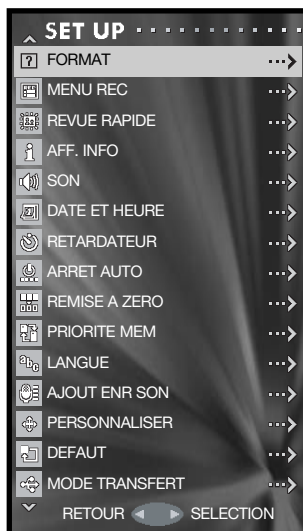 SET UP
FORMAT
MENU REC
REVUE RAPIDE
AFF. INFO
SON
DATE ET HEURE
RETARDATEUR
ARRET AUTO
REMISE A ZERO
PRIORITE MEM
LANGUE
AJOUT ENR SON
PERSONNALISER
DEFAUT
MODE TRANSFERT
RETOUR SELECTION